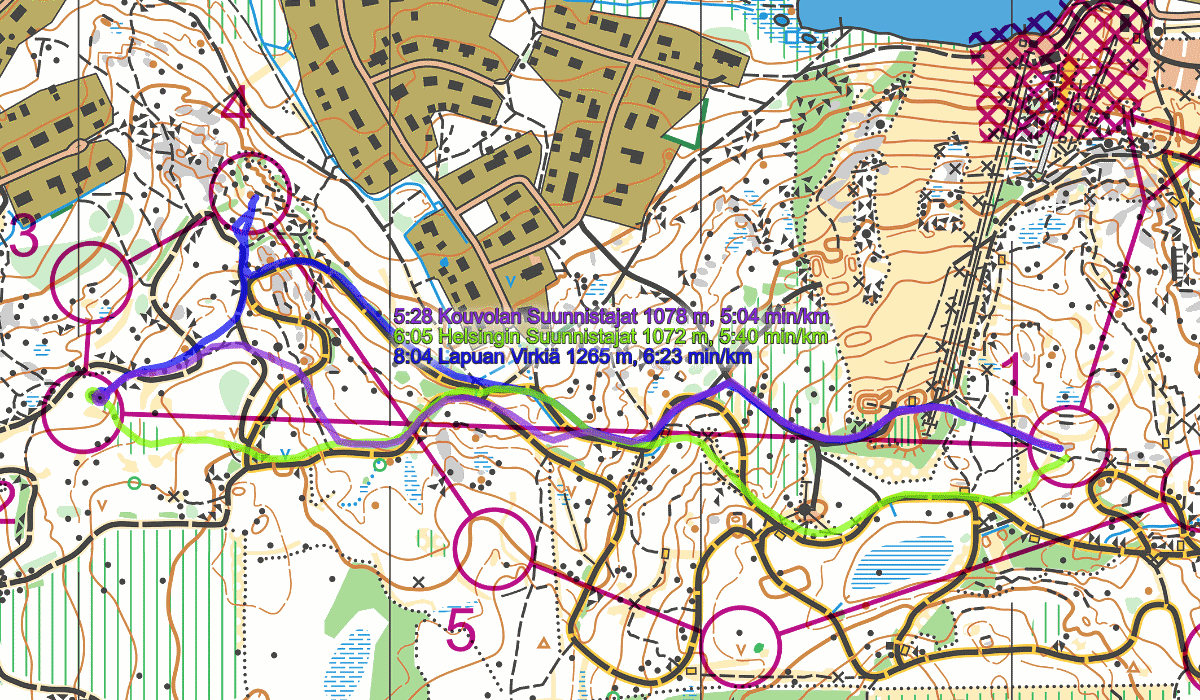 4
3
5:28 Kouvolan Suunnistajat 1078 m, 5:04 min/km
6:05 Helsingin Suunnistajat 1072 m, 5:40 min/km
8:04 Lapuan Virkiä 1265 m, 6:23 min/km
1
2
5